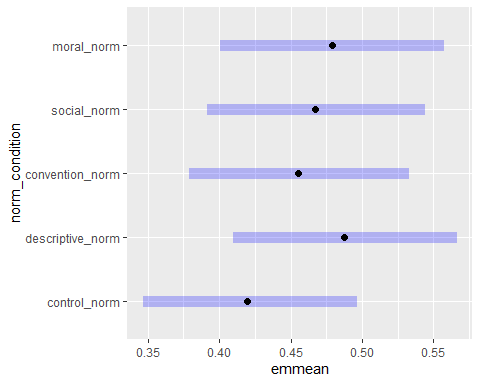 moral_norm
social_norm
convention_norm
descriptive_norm
control_norm
norm_condition
0.35 0.40 0.45 0.50 0.55
emmean